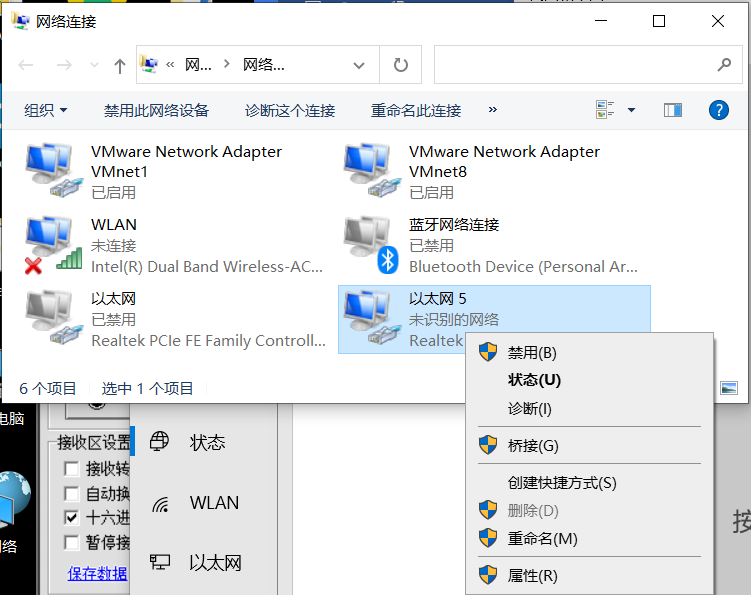 网络连接
« 网... › 网络...
组织 禁用此网络设备 诊断这个连接 重命名此连接 »
VMware Network Adapter VMnet1
已启用
VMware Network Adapter VMnet8
已启用
WLAN
未连接
Intel(R) Dual Band Wireless-AC...
蓝牙网络连接
已禁用
Bluetooth Device (Personal Ar...
以太网
已禁用
Realtek PCIe FE Family Controll...
以太网 5
未识别的网络
Realtek
禁用(B)
状态(U)
诊断(I)
桥接(G)
创建快捷方式(S)
删除(D)
重命名(M)
属性(R)
6 个项目 选中 1 个项目
电脑
络
接收区设置
接收转
自动换
十六进
暂停接
保存数据
状态
WLAN
以太网
按